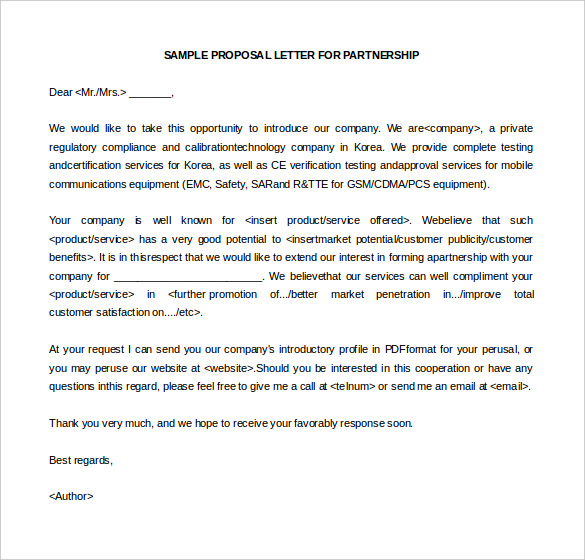 SAMPLE PROPOSAL LETTER FOR PARTNERSHIP
Dear <Mr./Mrs.> _______,
We would like to take this opportunity to introduce our company. We are<company>, a private
regulatory compliance and calibrationtechnology company in Korea. We provide complete testing
andcertification services for Korea, as well as CE verification testing andapproval services for mobile
communications equipment (EMC, Safety, SARand R&TTE for GSM/CDMA/PCS equipment).
Your company is well known for <insert product/service offered>. Webelieve that such
<product/service> has a very good potential to <insertmarket potential/customer publicity/customer
benefits>. It is in thisrespect that we would like to extend our interest in forming apartnership with your
company for _________________________. We believethat our services can well compliment your
<product/service> in <further promotion of.../better market penetration in.../improve total
customer satisfaction on..../etc>.
At your request I can send you our company's introductory profile in PDFformat for your perusal, or
you may peruse our website at <website>.Should you be interested in this cooperation or have any
questions inthis regard, please feel free to give me a call at <telnum> or send me an email at <email>.
Thank you very much, and we hope to receive your favorably response soon.
Best regards,
<Author>